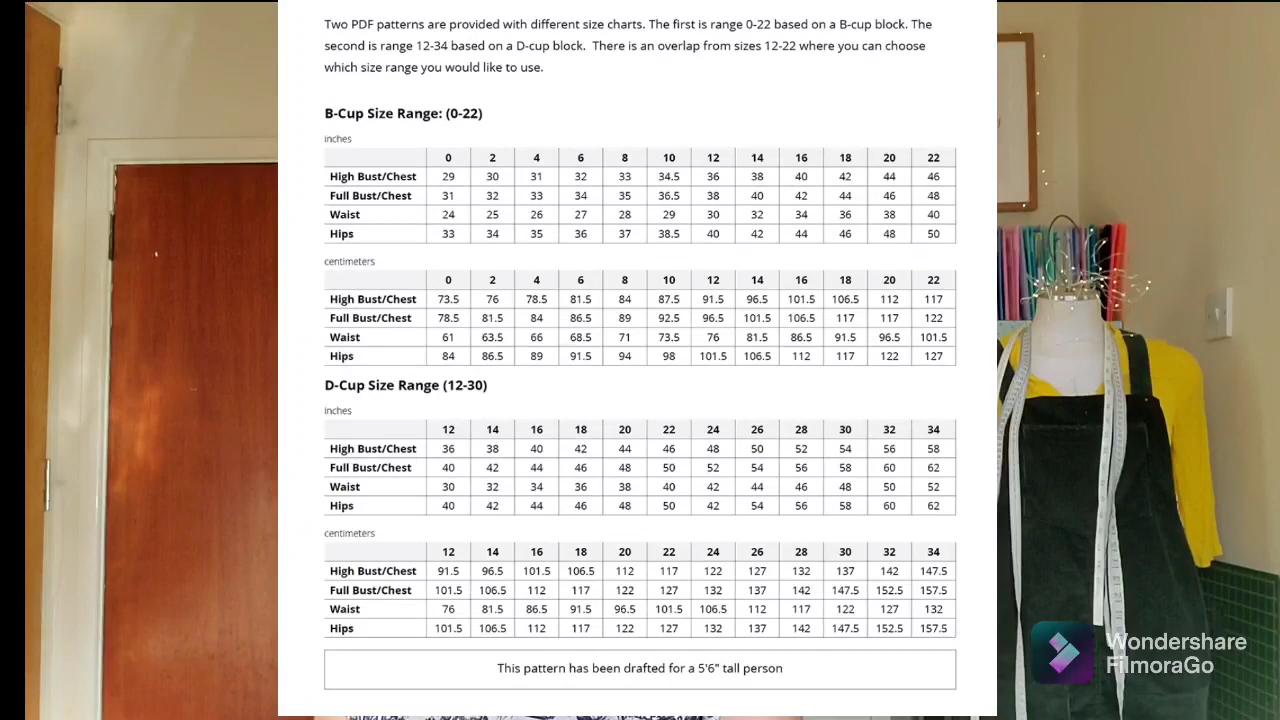 Two PDF patterns are provided with different size charts. The first is range 0-22 based on a B-cup block. The
second is range 12-34 based on a D-cup block. There is an overlap from sizes 12-22 where you can choose
which size range you would like to use.
B-Cup Size Range: (0-22)
inches
0 2 4 6 8 10 12 14 16 18 20 22
High Bust/Chest 29 30 31 32 33 34.5 36 38 40 42 44 46
Full Bust/Chest 31 32 33 34 35 36.5 38 40 42 44 46 48
Waist 24 25 26 27 28 29 30 32 34 36 38 40
Hips 33 34 35 36 37 38.5 40 42 44 46 48 50
centimeters
0 2 4 6 8 10 12 14 16 18 20 22
High Bust/Chest 73.5 76 78.5 81.5 84 87.5 91.5 96.5 101.5 106.5 112 117
Full Bust/Chest 78.5 81.5 84 86.5 89 92.5 96.5 101.5 106.5 117 117 122
Waist 61 63.5 66 68.5 71 73.5 76 81.5 86.5 91.5 96.5 101.5
Hips 84 86.5 89 91.5 94 98 101.5 106.5 112 117 122 127
D-Cup Size Range (12-30)
inches
12 14 16 18 20 22 24 26 28 30 32 34
High Bust/Chest 36 38 40 42 44 46 48 50 52 54 56 58
Full Bust/Chest 40 42 44 46 48 50 52 54 56 58 60 62
Waist 30 32 34 36 38 40 42 44 46 48 50 52
Hips 40 42 44 46 48 50 42 54 56 58 60 62
centimeters
12 14 16 18 20 22 24 26 28 30 32 34
High Bust/Chest 91.5 96.5 101.5 106.5 112 117 122 127 132 137 142 147.5
Full Bust/Chest 101.5 106.5 112 117 122 127 132 137 142 147.5 152.5 157.5
Waist 76 81.5 86.5 91.5 96.5 101.5 106.5 112 117 122 127 132
Hips 101.5 106.5 112 117 122 127 132 137 142 147.5 152.5 157.5
This pattern has been drafted for a 5'6" tall person
Wondershare
FilmoraGo